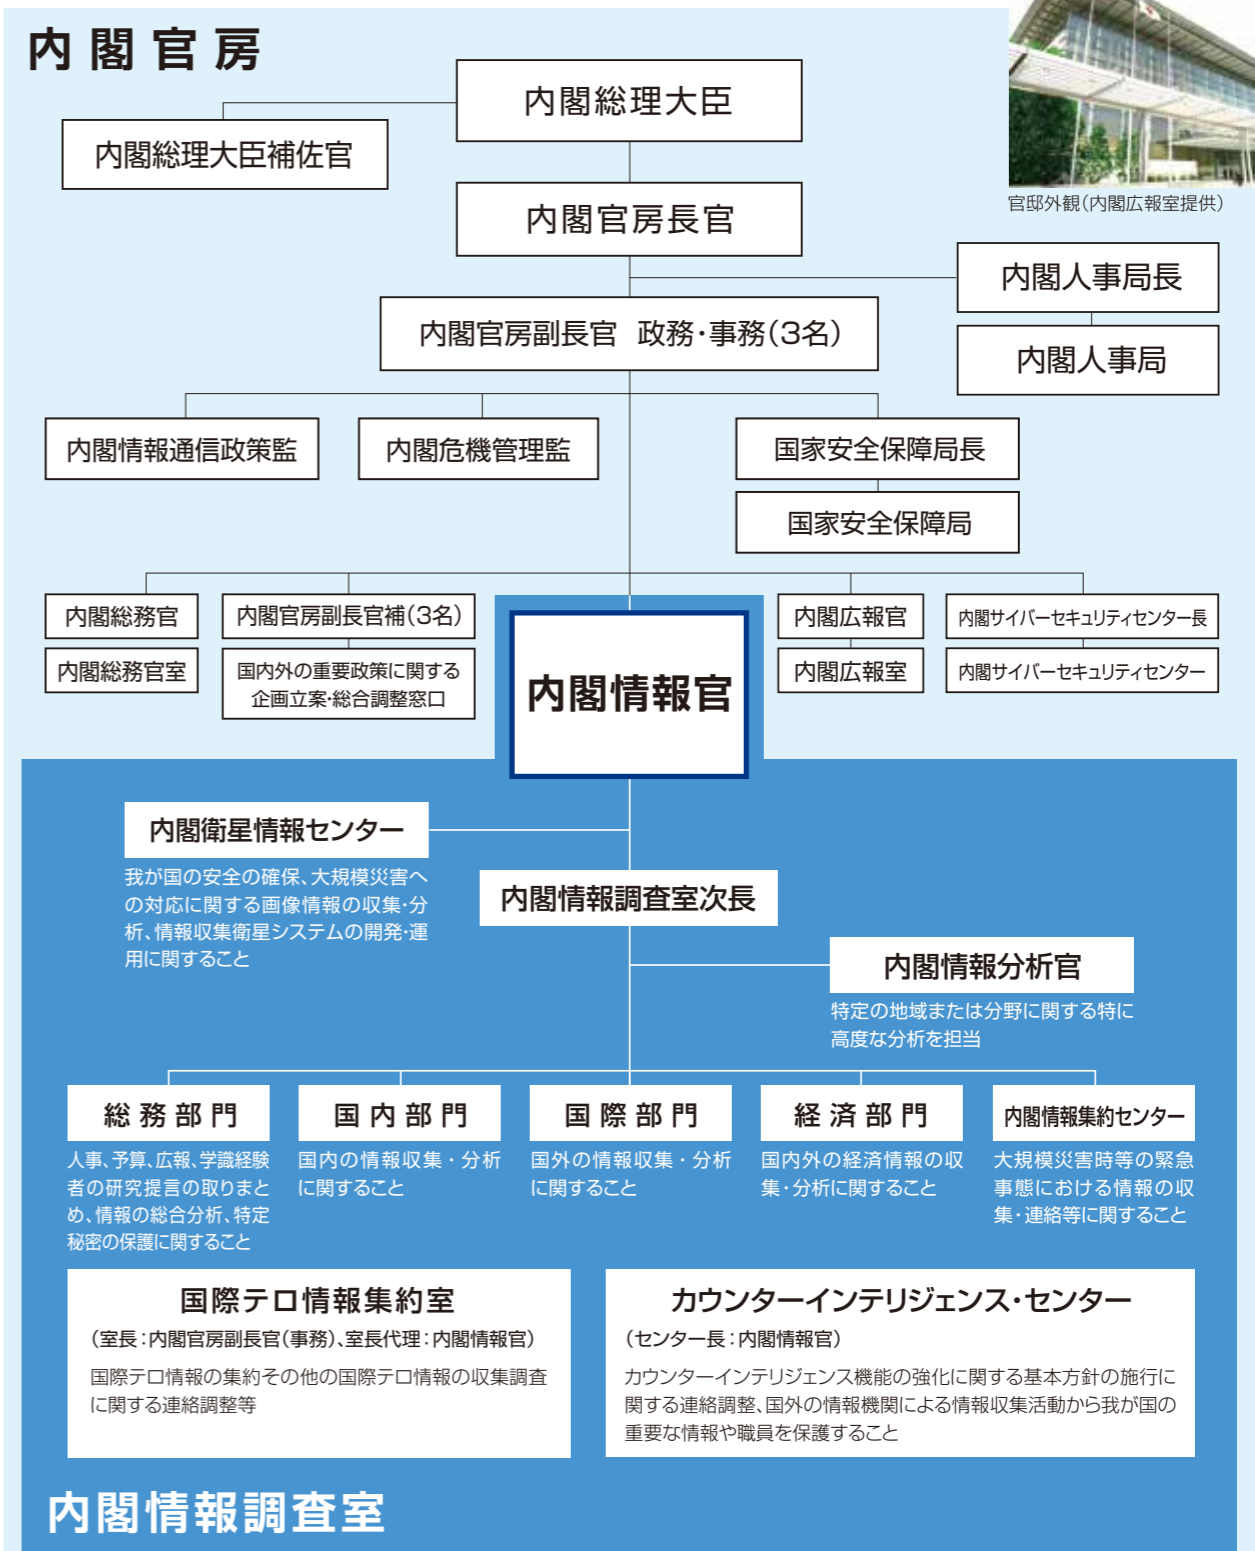 内閣官房
内閣総理大臣
内閣総理大臣補佐官
官邸外観(内閣広報室提供)
内閣官房長官
内閣人事局長
内閣官房副長官 政務・事務(3名)
内閣人事局
内閣情報通信政策監
内閣危機管理監
国家安全保障局長
国家安全保障局
内閣総務官
内閣官房副長官補(3名)
内閣広報官
内閣サイバーセキュリティセンター長
内閣総務官室
国内外の重要政策に関する
企画立案・総合調整窓口
内閣情報官
内閣広報室
内閣サイバーセキュリティセンター
内閣衛星情報センター
我が国の安全の確保、大規模災害へ
の対応に関する画像情報の収集・分
析、情報収集衛星システムの開発・運
用に関すること
内閣情報調査室次長
内閣情報分析官
特定の地域または分野に関する特に
高度な分析を担当
総務部門
人事、予算、広報、学識経験
者の研究提言の取りまと
め、情報の総合分析、特定
秘密の保護に関すること
国内部門
国内の情報収集・分析
に関すること
国際部門
国外の情報収集・分析
に関すること
経済部門
国内外の経済情報の収
集・分析に関すること
内閣情報集約センター
大規模災害時等の緊急
事態における情報の収
集・連絡等に関すること
国際テロ情報集約室
(室長:内閣官房副長官(事務)、室長代理:内閣情報官)
国際テロ情報の集約その他の国際テロ情報の収集調査
に関する連絡調整等
カウンターインテリジェンス・センター
(センター長:内閣情報官)
カウンターインテリジェンス機能の強化に関する基本方針の施行に
関する連絡調整、国外の情報機関による情報収集活動から我が国の
重要な情報や職員を保護すること
内閣情報調査室